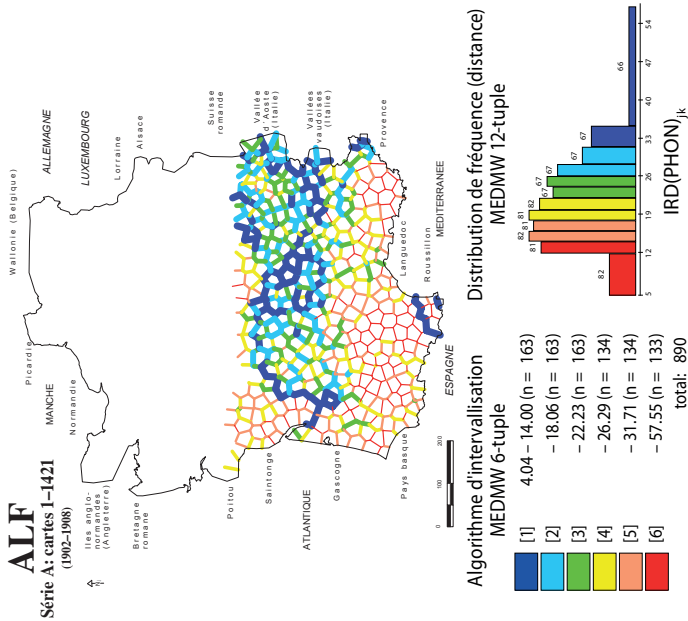 ALF
Série A: cartes 1–1421
(1902–1908)
Iles anglo-
normandes
(Angleterre)
Bretagne
romane
MANCHE
Normandie
Picardie
Wallonie (Belgique)
ALLEMAGNE
LUXEMBOURG
Lorraine
Alsace
Suisse
romande
Vallée
d'Aoste
(Italie)
Vallées
vaudoises
(Italie)
Provence
MEDITERRANEE
Languedoc
Roussillon
ESPAGNE
Pays basque
Gascogne
ATLANTIQUE
Saintonge
Poitou
0 100 200
Algorithme d'intervallisation
MEDMW 6-tuple
[1] 4.04 – 14.00 (n = 163)
[2] – 18.06 (n = 163)
[3] – 22.23 (n = 163)
[4] – 26.29 (n = 134)
[5] – 31.71 (n = 134)
[6] – 57.55 (n = 133)
total: 890
Distribution de fréquence (distance)
MEDMW 12-tuple
82 81 82 81 81 82 67 67 67 67 67 66
5 12 19 26 33 40 47 54
IRD(PHON)jk